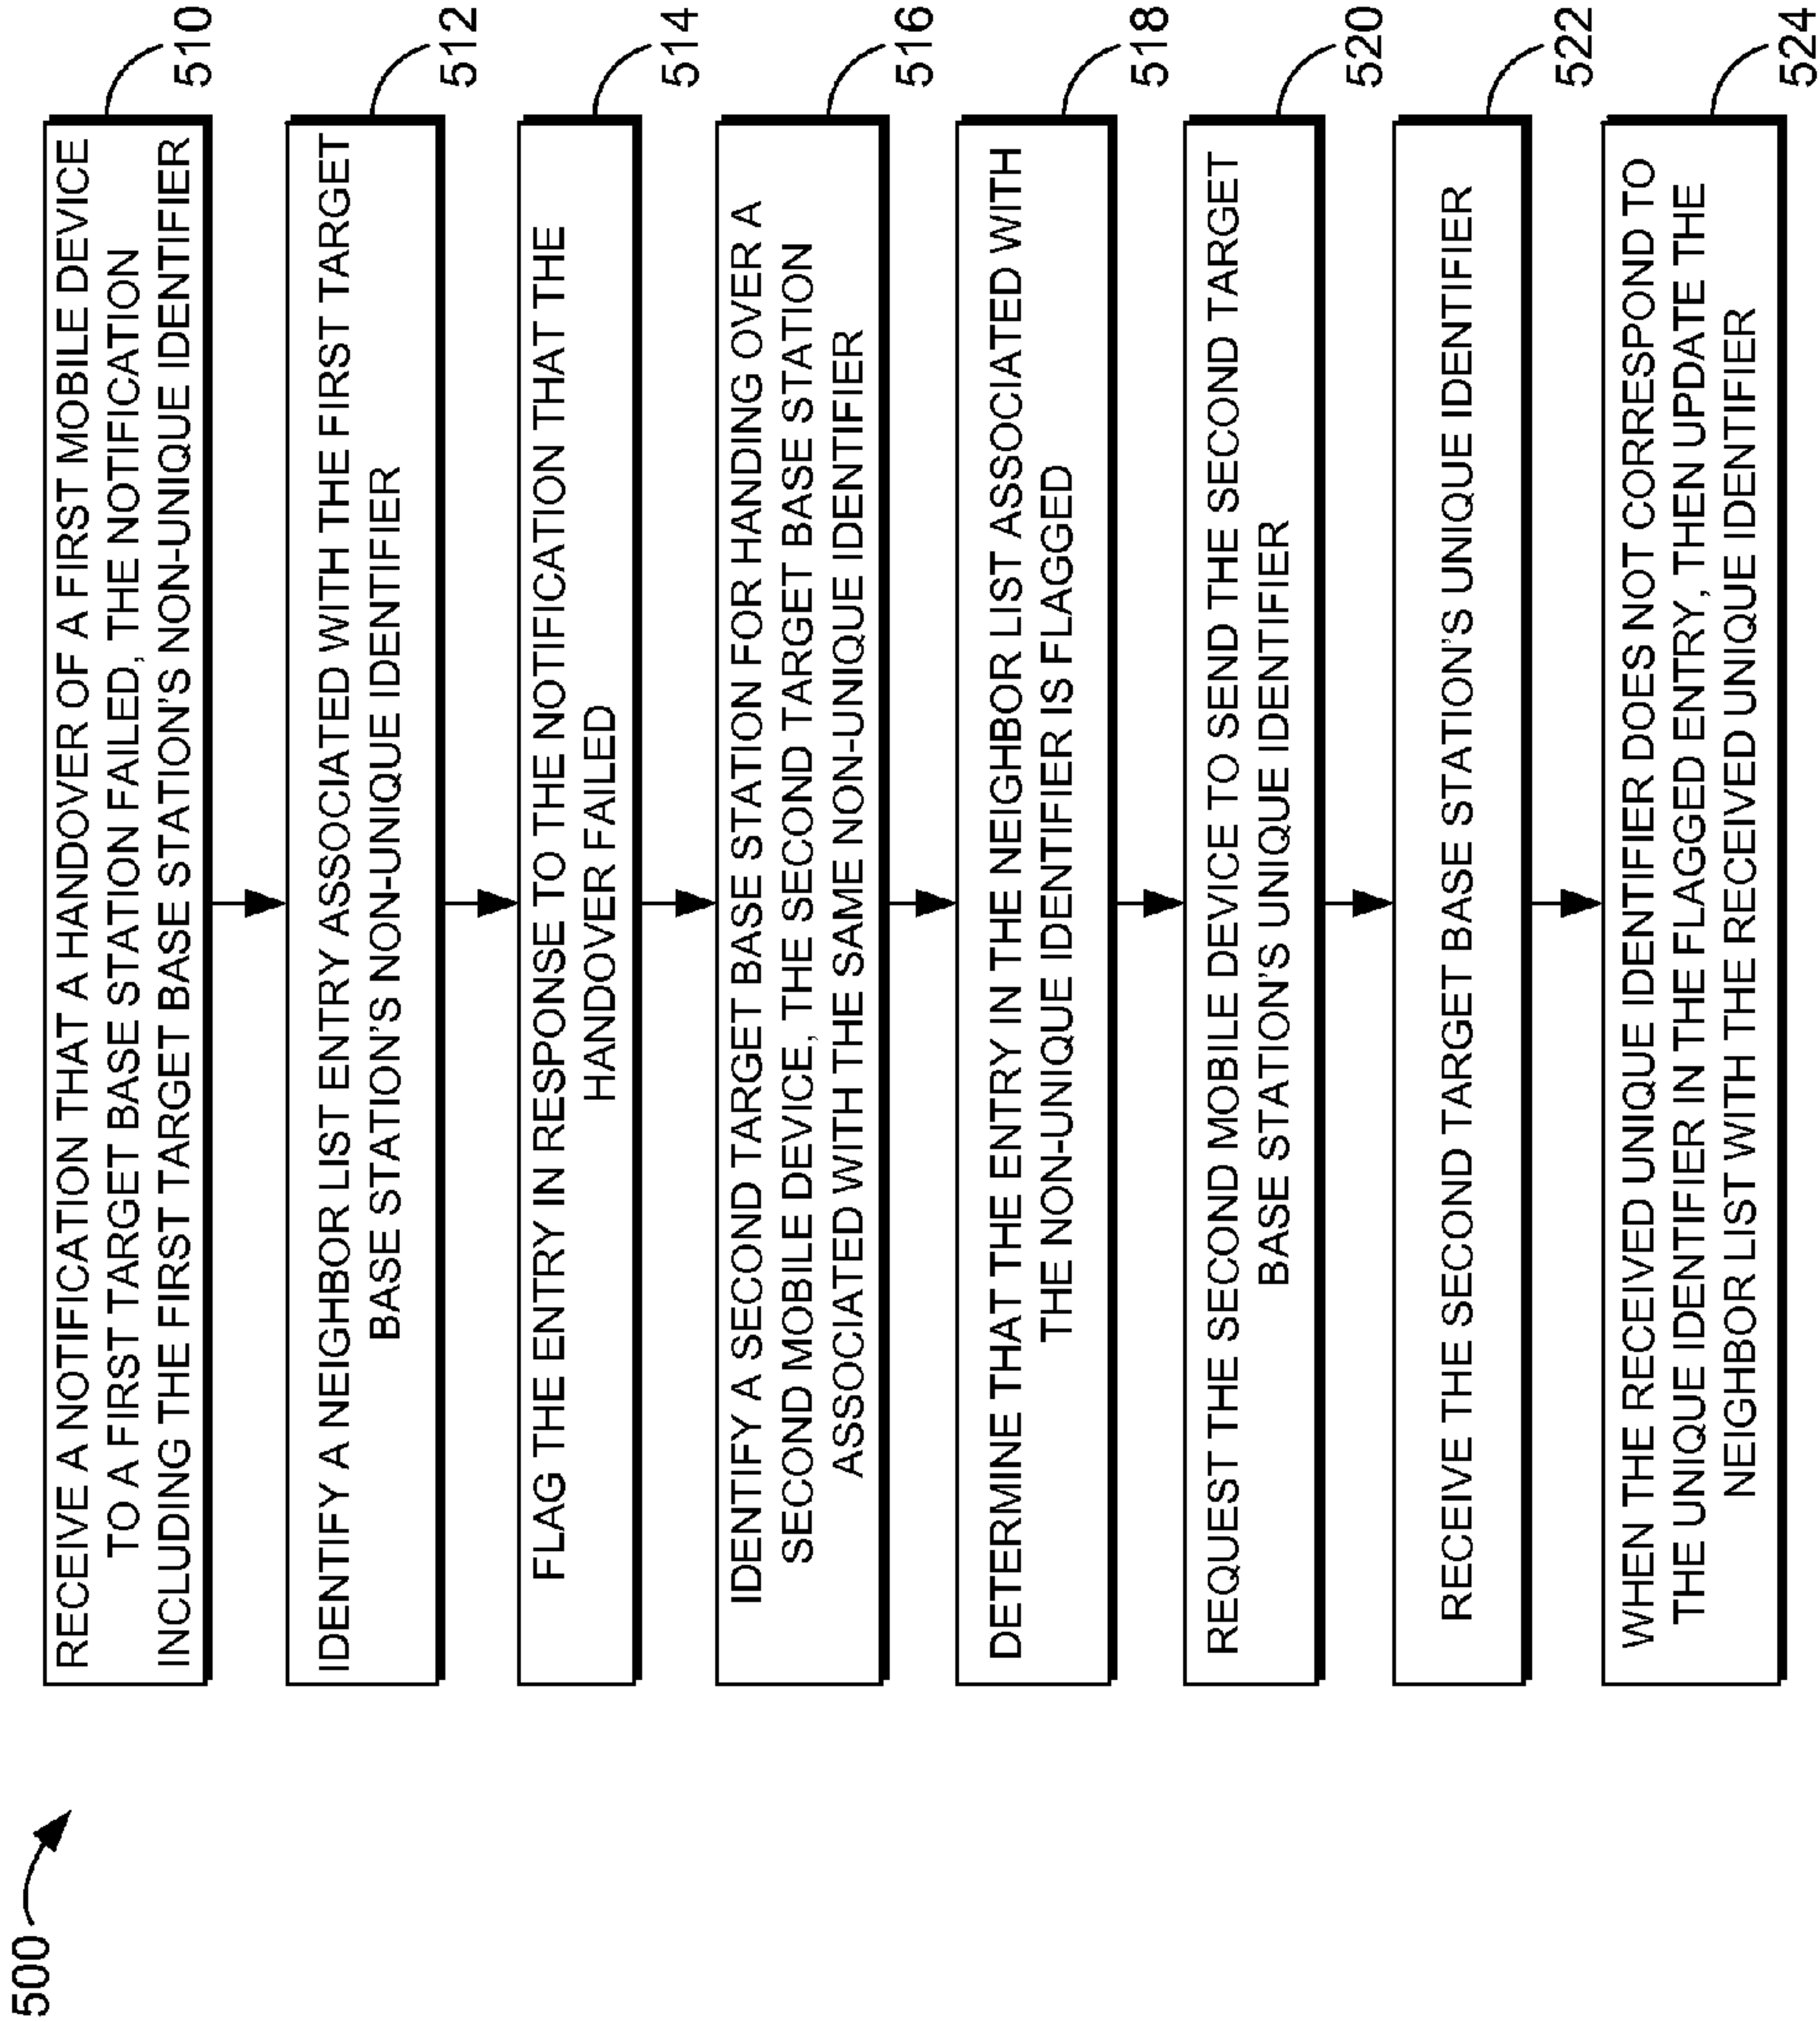 500
RECEIVE A NOTIFICATION THAT A HANDOVER OF A FIRST MOBILE DEVICE
TO A FIRST TARGET BASE STATION FAILED, THE NOTIFICATION
INCLUDING THE FIRST TARGET BASE STATION'S NON-UNIQUE IDENTIFIER
510
IDENTIFY A NEIGHBOR LIST ENTRY ASSOCIATED WITH THE FIRST TARGET
BASE STATION'S NON-UNIQUE IDENTIFIER
512
FLAG THE ENTRY IN RESPONSE TO THE NOTIFICATION THAT THE
HANDOVER FAILED
514
IDENTIFY A SECOND TARGET BASE STATION FOR HANDING OVER A
SECOND MOBILE DEVICE, THE SECOND TARGET BASE STATION
ASSOCIATED WITH THE SAME NON-UNIQUE IDENTIFIER
516
DETERMINE THAT THE ENTRY IN THE NEIGHBOR LIST ASSOCIATED WITH
THE NON-UNIQUE IDENTIFIER IS FLAGGED
518
REQUEST THE SECOND MOBILE DEVICE TO SEND THE SECOND TARGET
BASE STATION'S UNIQUE IDENTIFIER
520
RECEIVE THE SECOND TARGET BASE STATION'S UNIQUE IDENTIFIER
522
WHEN THE RECEIVED UNIQUE IDENTIFIER DOES NOT CORRESPOND TO
THE UNIQUE IDENTIFIER IN THE FLAGGED ENTRY, THEN UPDATE THE
NEIGHBOR LIST WITH THE RECEIVED UNIQUE IDENTIFIER
524